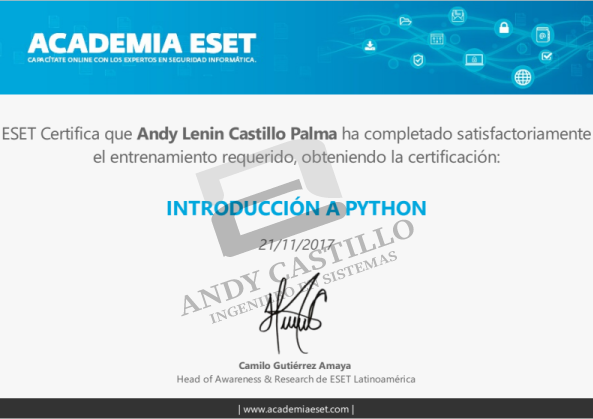 ACADEMIA ESET
CAPACÍTATE ONLINE CON LOS EXPERTOS EN SEGURIDAD INFORMÁTICA.
ESET Certifica que Andy Lenin Castillo Palma ha completado satisfactoriamente
el entrenamiento requerido, obteniendo la certificación:
INTRODUCCIÓN A PYTHON
21/11/2017
ANDY CASTILLO
INGENIERO EN SISTEMAS
Camilo Gutiérrez Amaya
Head of Awareness & Research de ESET Latinoamérica
| www.academiaeset.com |